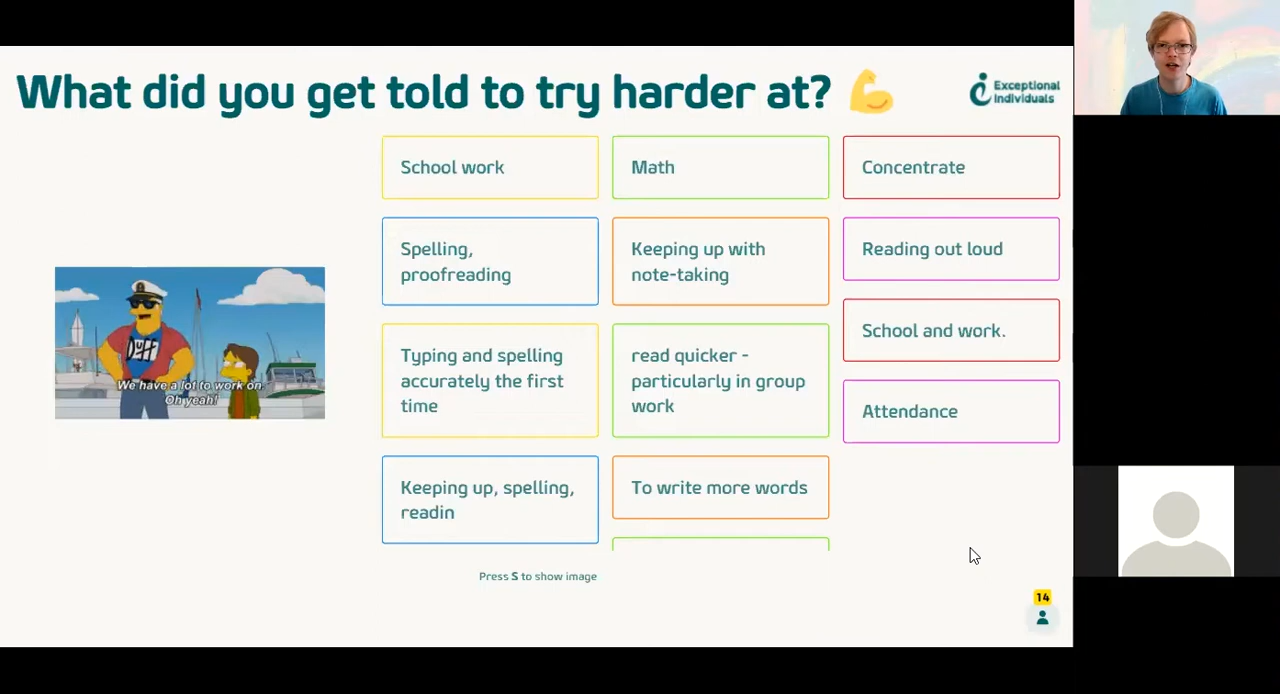 What did you get told to try harder at?
Exceptional
Individuals
School work
Math
Concentrate
Spelling,
proofreading
Keeping up with
note-taking
Reading out loud
School and work.
Typing and spelling
accurately the first
time
read quicker -
particularly in group
work
Attendance
Keeping up, spelling,
readin
To write more words
Duff
We have a lot to work on.
Oh yeah!
Press S to show image
14